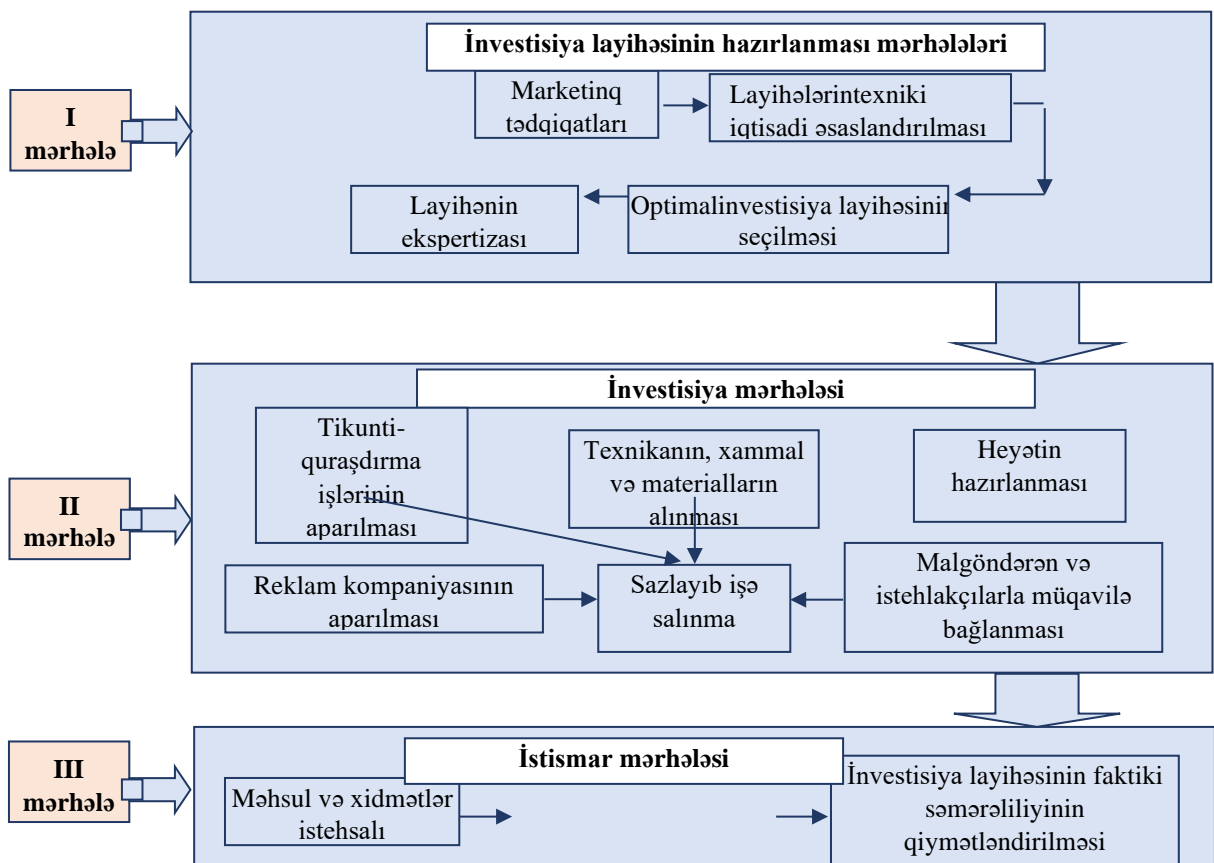 İnvestisiya layihəsinin hazırlanması mərhələləri
I
mərhələ
Marketinq
tədqiqatları
Layihələrintexniki
iqtisadi əsaslandırılması
Layihənin
ekspertizası
Optimalinvestisiya layihəsinin
seçilməsi
İnvestisiya mərhələsi
II
mərhələ
Tikunti-
quraşdırma
işlərinin
aparılması
Texnikanın, xammal
və materialların
alınması
Heyətin
hazırlanması
Reklam kompaniyasının
aparılması
Sazlayıb işə
salınma
Malgöndərən və
istehlakçılarla müqavilə
bağlanması
İstismar mərhələsi
III
mərhələ
Məhsul və xidmətlər
istehsalı
İnvestisiya layihəsinin faktiki
səmərəliliyinin
qiymətləndirilməsi